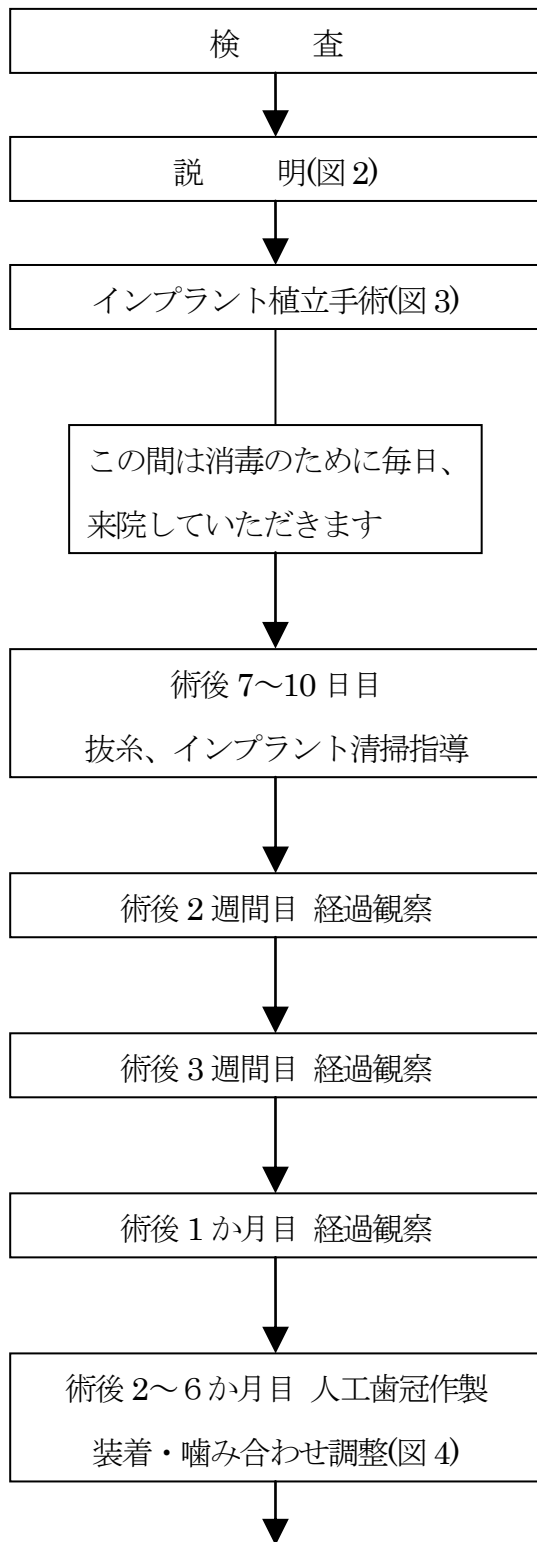 検　　　査
説　　　明(図 2)
インプラント植立手術(図 3)
この間は消毒のために毎日、
来院していただきます
術後 7～10 日目
抜糸、インプラント清掃指導
術後 2 週間目 経過観察
術後 3 週間目 経過観察
術後 1 か月目 経過観察
術後 2～６か月目 人工歯冠作製
装着・噛み合わせ調整(図 4)